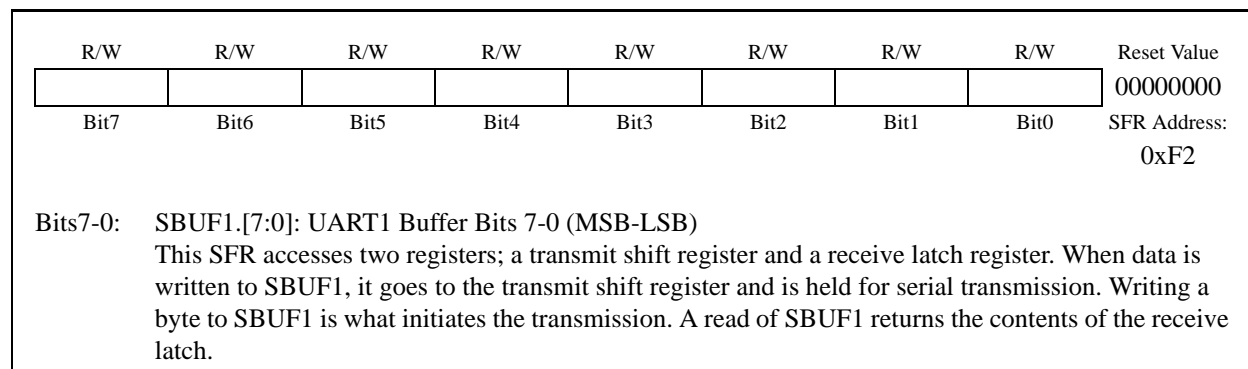 R/W R/W R/W R/W R/W R/W R/W R/W Reset Value
00000000
Bit7 Bit6 Bit5 Bit4 Bit3 Bit2 Bit1 Bit0 SFR Address:
0xF2
Bits7-0: SBUF1.[7:0]: UART1 Buffer Bits 7-0 (MSB-LSB)
This SFR accesses two registers; a transmit shift register and a receive latch register. When data is
written to SBUF1, it goes to the transmit shift register and is held for serial transmission. Writing a
byte to SBUF1 is what initiates the transmission. A read of SBUF1 returns the contents of the receive
latch.